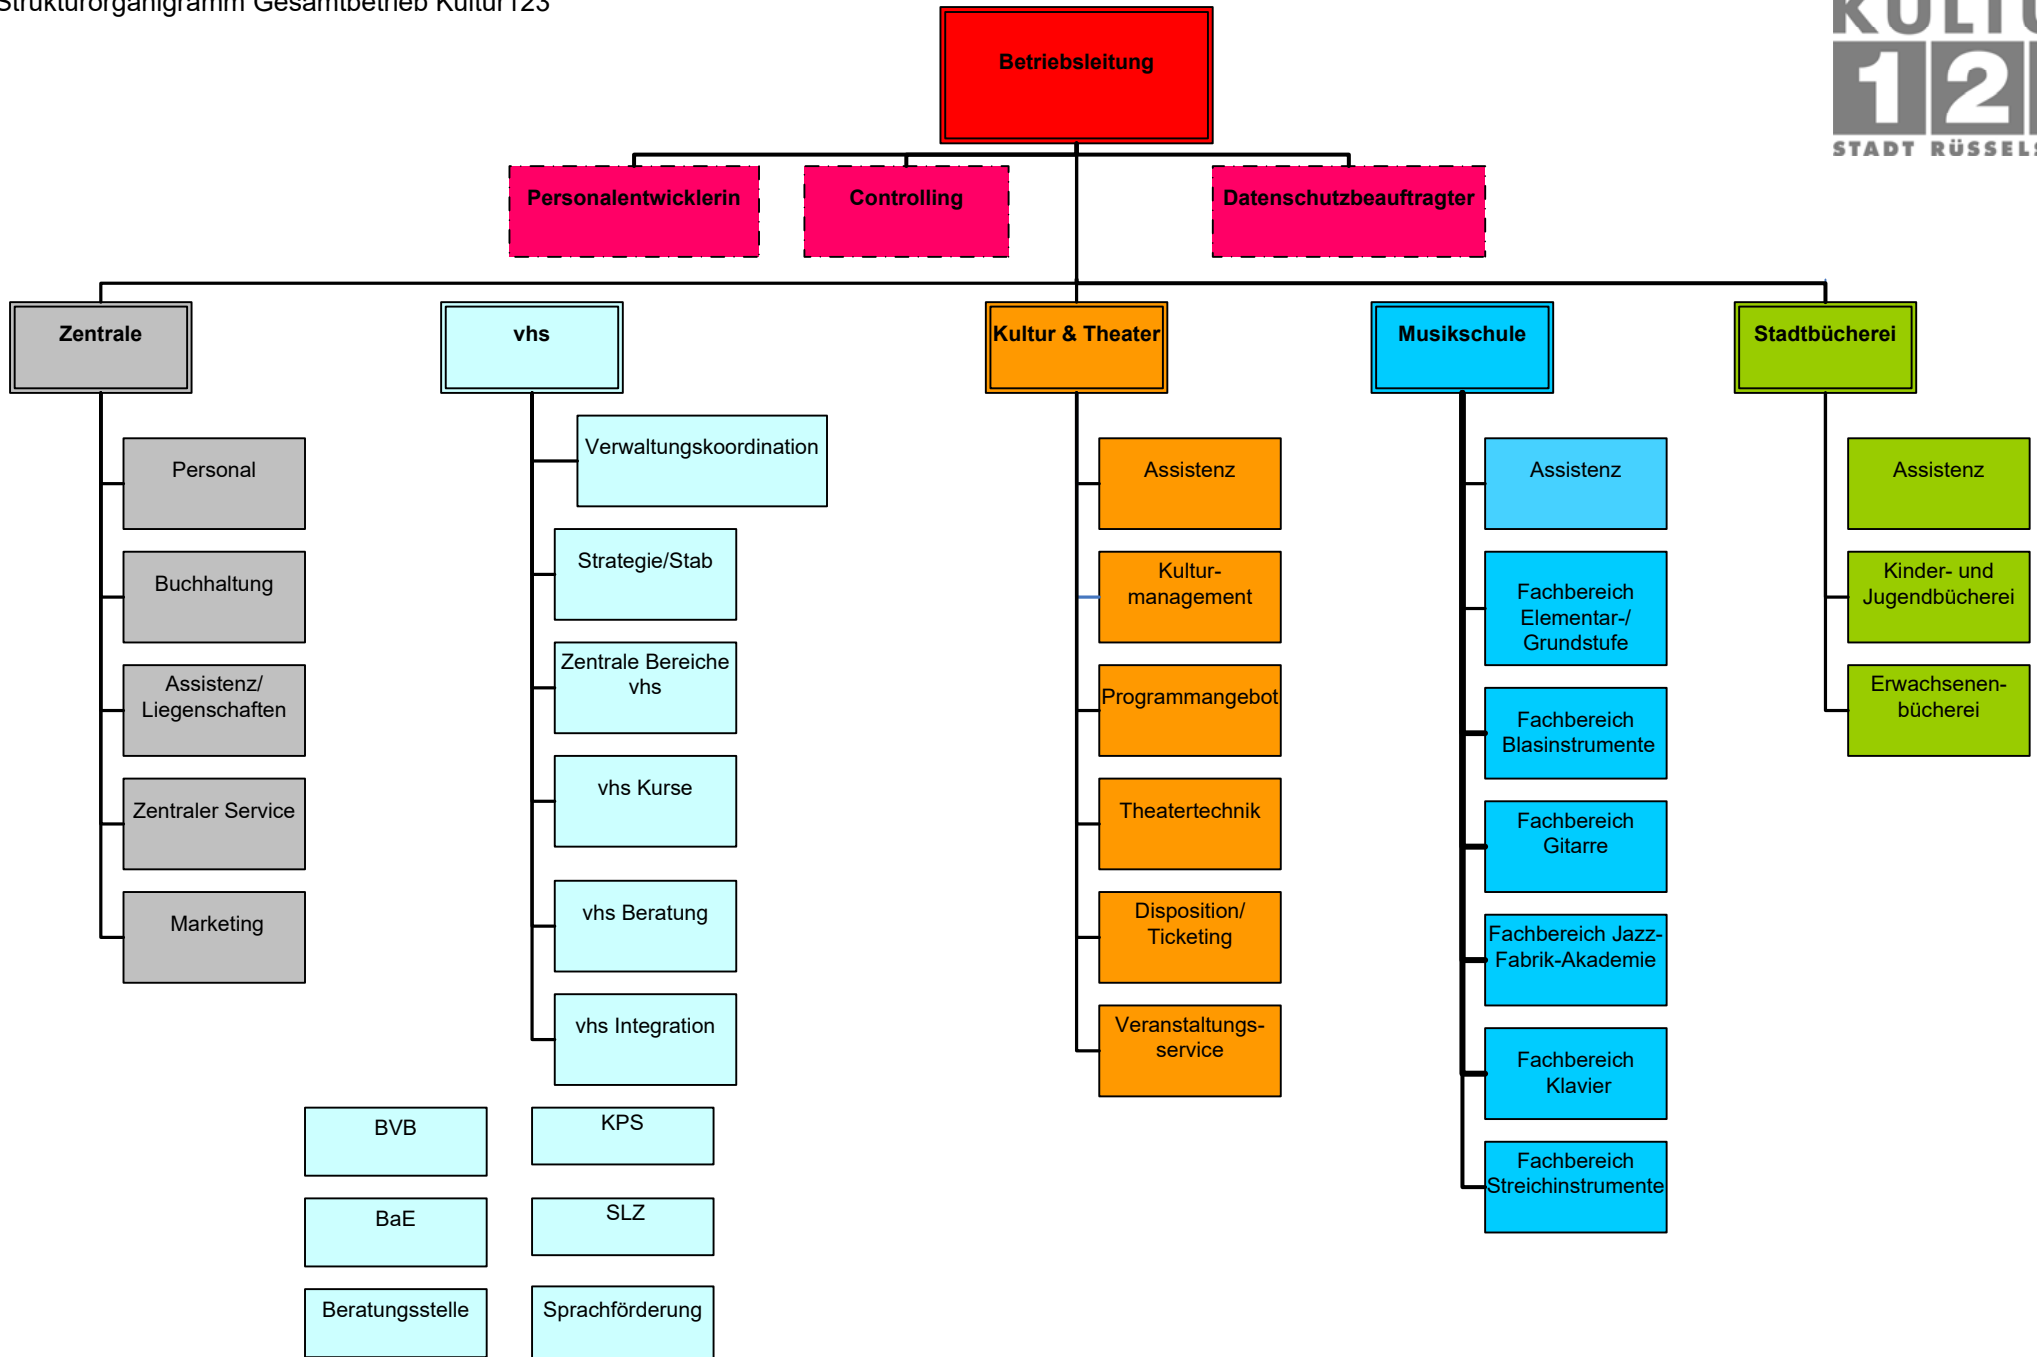 Strukturorganigramm Gesamtbetrieb Kultur123
KULTU
12
STADT RÜSSELS
Betriebsleitung
Personalentwicklerin
Controlling
Datenschutzbeauftragter
Zentrale
vhs
Kultur & Theater
Musikschule
Stadtbücherei
Personal
Buchhaltung
Assistenz/
Liegenschaften
Zentraler Service
Marketing
Verwaltungskoordination
Strategie/Stab
Zentrale Bereiche
vhs
vhs Kurse
vhs Beratung
vhs Integration
BVB
KPS
BaE
SLZ
Beratungsstelle
Sprachförderung
Assistenz
Kultur-
management
Programmangebot
Theatertechnik
Disposition/
Ticketing
Veranstaltungs-
service
Assistenz
Fachbereich
Elementar-/
Grundstufe
Fachbereich
Blasinstrumente
Fachbereich
Gitarre
Fachbereich Jazz-
Fabrik-Akademie
Fachbereich
Klavier
Fachbereich
Streichinstrumente
Assistenz
Kinder- und
Jugendbücherei
Erwachsenen-
bücherei